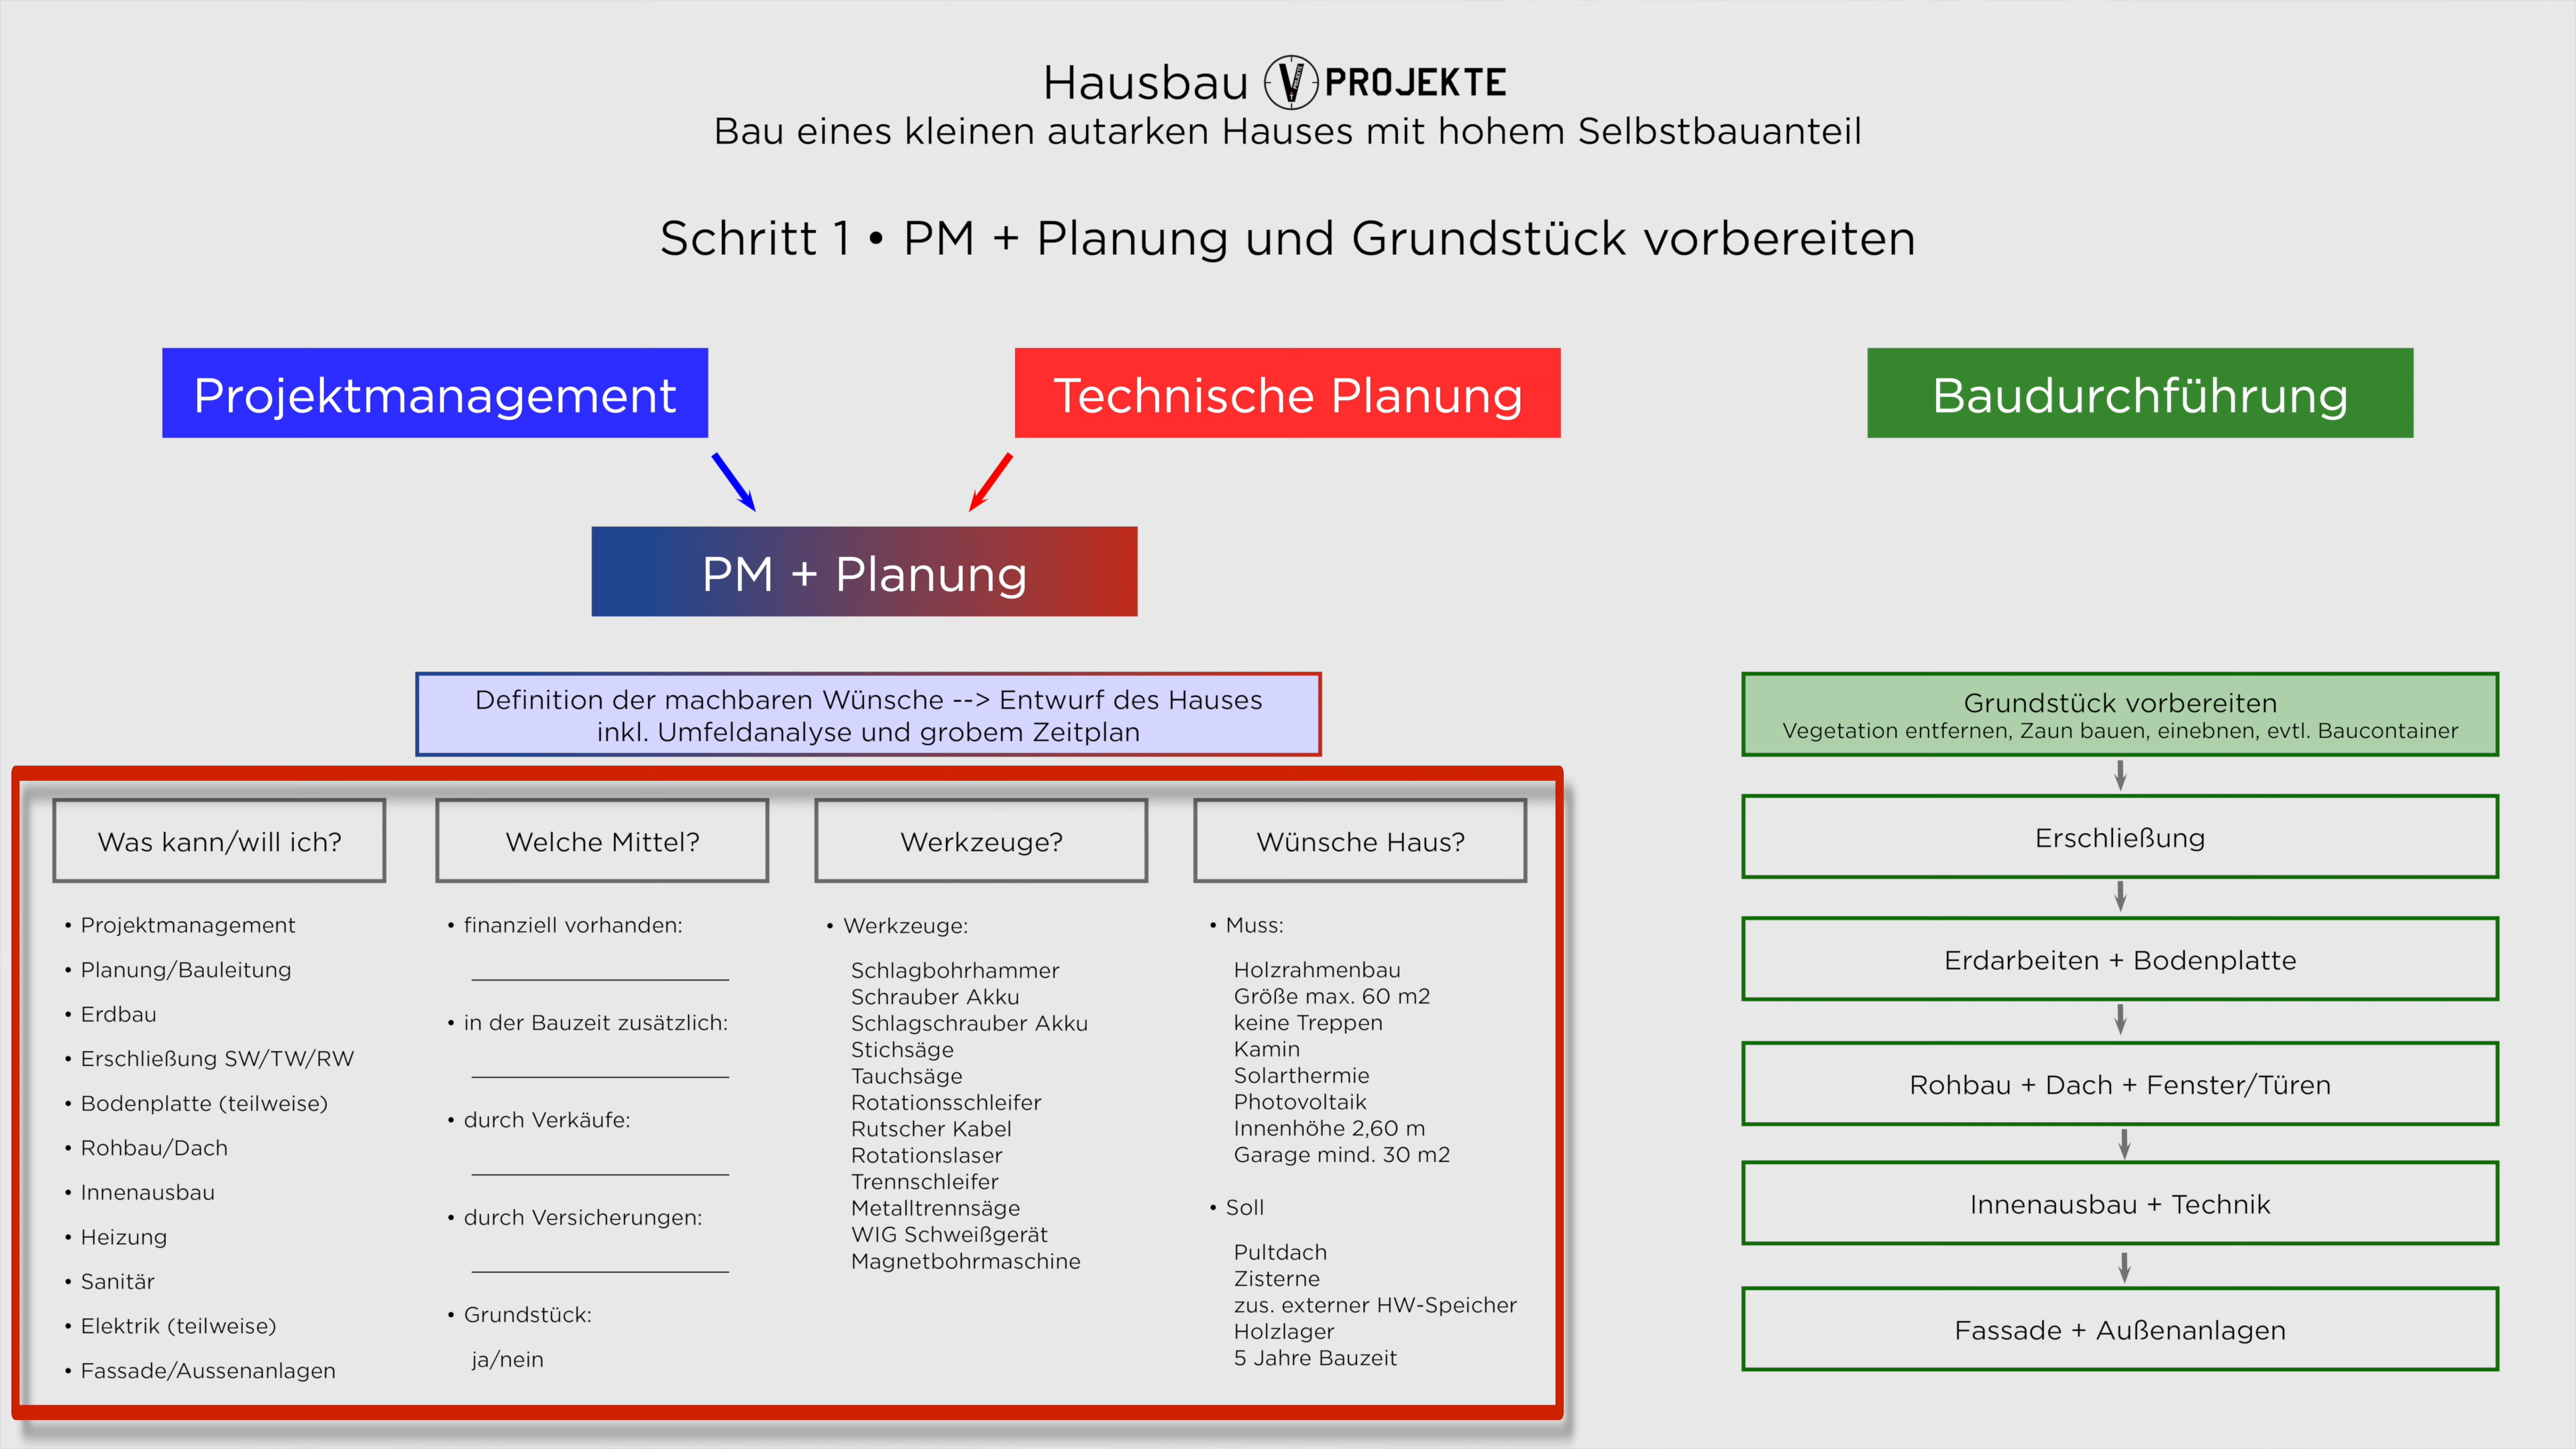 Hausbau V PROJEKTE
Bau eines kleinen autarken Hauses mit hohem Selbstbauanteil
Schritt 1 • PM + Planung und Grundstück vorbereiten
Projektmanagement
Technische Planung
Baudurchführung
PM + Planung
Definition der machbaren Wünsche --> Entwurf des Hauses
inkl. Umfeldanalyse und grobem Zeitplan
Was kann/will ich?
• Projektmanagement
• Planung/Bauleitung
• Erdbau
• Erschließung SW/TW/RW
• Bodenplatte (teilweise)
• Rohbau/Dach
• Innenausbau
• Heizung
• Sanitär
• Elektrik (teilweise)
• Fassade/Aussenanlagen
Welche Mittel?
• finanziell vorhanden:
• in der Bauzeit zusätzlich:
• durch Verkäufe:
• durch Versicherungen:
• Grundstück:
ja/nein
Werkzeuge?
• Werkzeuge:
Schlagbohrhammer
Schrauber Akku
Schlagschrauber Akku
Stichsäge
Tauchsäge
Rotationsschleifer
Rutscher Kabel
Rotationslaser
Trennschleifer
Metalltrennsäge
WIG Schweißgerät
Magnetbohrmaschine
Wünsche Haus?
• Muss:
Holzrahmenbau
Größe max. 60 m2
keine Treppen
Kamin
Solarthermie
Photovoltaik
Innenhöhe 2,60 m
Garage mind. 30 m2
• Soll
Pultdach
Zisterne
zus. externer HW-Speicher
Holzlager
5 Jahre Bauzeit
Grundstück vorbereiten
Vegetation entfernen, Zaun bauen, einebnen, evtl. Baucontainer
Erschließung
Erdarbeiten + Bodenplatte
Rohbau + Dach + Fenster/Türen
Innenausbau + Technik
Fassade + Außenanlagen